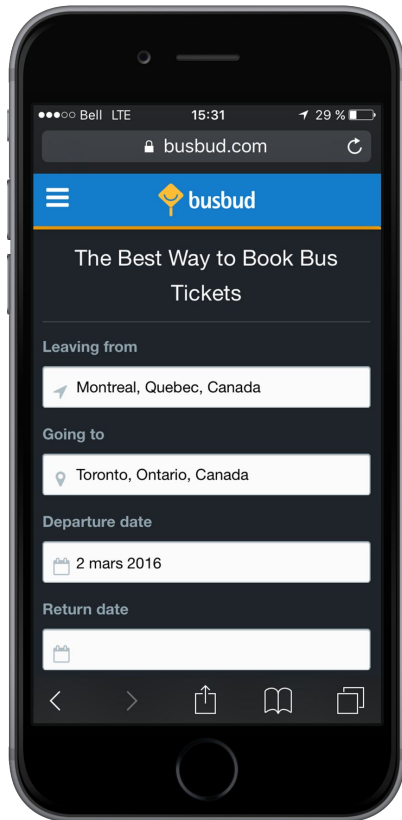 Bell LTE 15:31 29 %
busbud.com
busbud
The Best Way to Book Bus
Tickets
Leaving from
Montreal, Quebec, Canada
Going to
Toronto, Ontario, Canada
Departure date
2 mars 2016
Return date